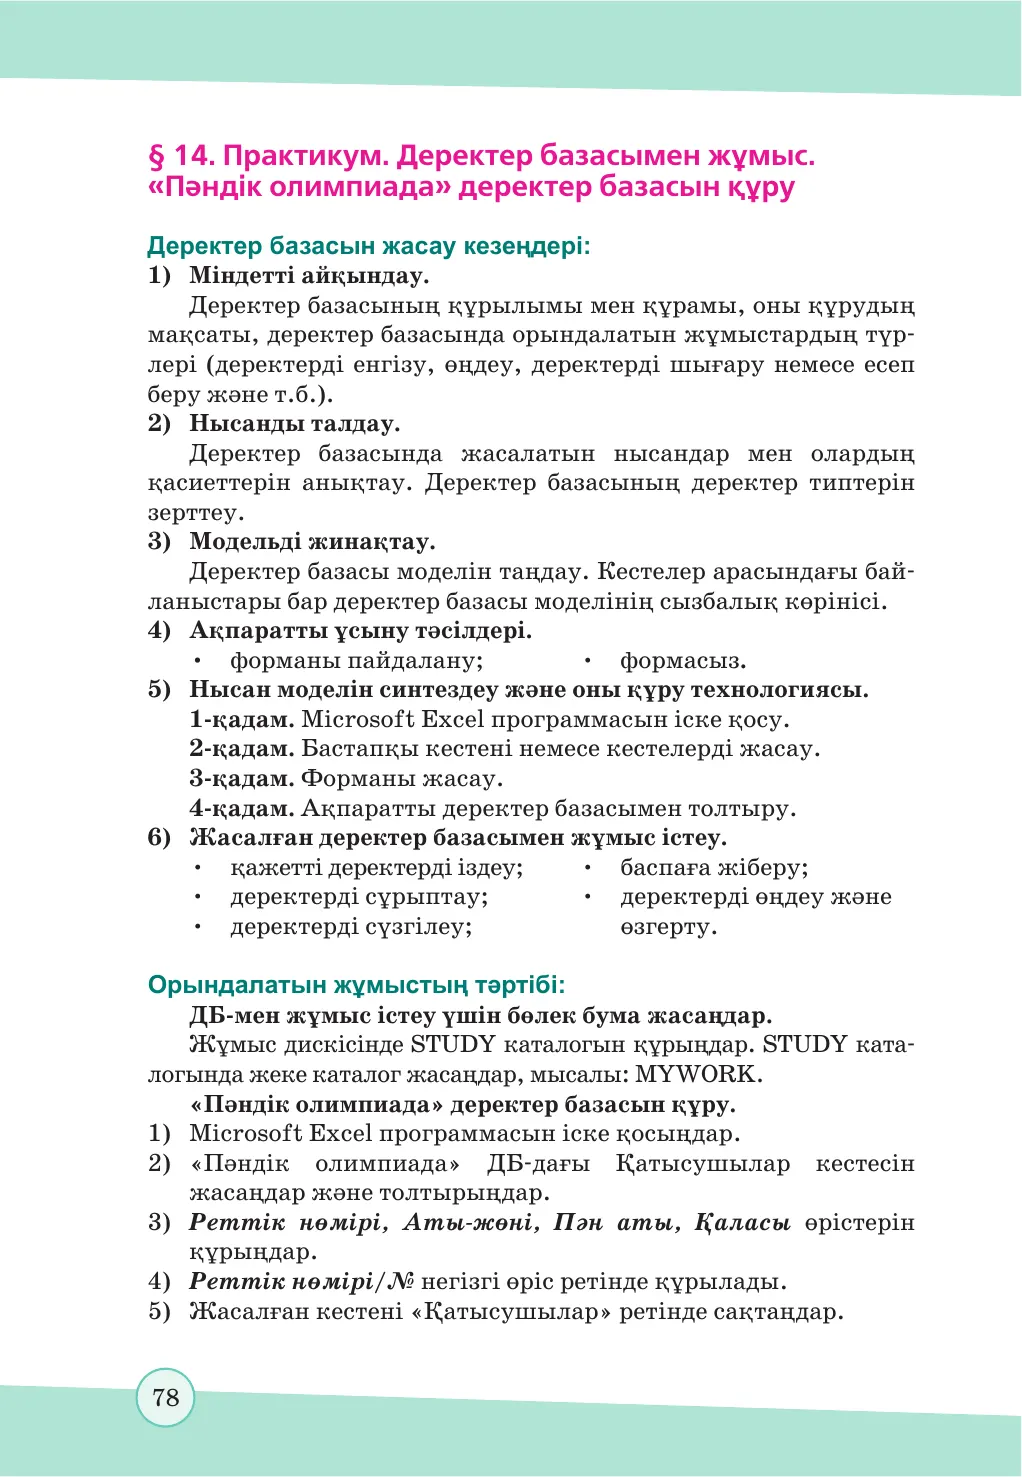 § 14. Практикум. Деректер базасымен жұмыс.
«Пәндік олимпиада» деректер базасын құру
Деректер базасын жасау кезеңдері:
1) Міндетті айқындау.
Деректер базасының құрылымы мен құрамы, оны құрудың
мақсаты, деректер базасында орындалатын жұмыстардың түр-
лері (деректерді енгізу, өңдеу, деректерді шығару немесе есеп
беру және т.б.).
2) Нысанды талдау.
Деректер базасында жасалатын нысандар мен олардың
қасиеттерін анықтау. Деректер базасының деректер типтерін
зерттеу.
3) Модельді жинақтау.
Деректер базасы моделін таңдау. Кестелер арасындағы бай-
ланыстары бар деректер базасы моделінің сызбалық көрінісі.
4) Ақпаратты ұсыну тәсілдері.
• форманы пайдалану; • формасыз.
5) Нысан моделін синтездеу және оны құру технологиясы.
1-қадам. Microsoft Excel программасын іске қосу.
2-қадам. Бастапқы кестені немесе кестелерді жасау.
3-қадам. Форманы жасау.
4-қадам. Ақпаратты деректер базасымен толтыру.
6) Жасалған деректер базасымен жұмыс істеу.
• қажетті деректерді іздеу; • баспаға жіберу;
• деректерді сұрыптау; • деректерді өңдеу және
• деректерді сүзгілеу; өзгерту.
Орындалатын жұмыстың тәртібі:
ДБ-мен жұмыс істеу үшін бөлек бума жасаңдар.
Жұмыс дискісінде STUDY каталогын құрыңдар. STUDY ката-
логында жеке каталог жасаңдар, мысалы: MYWORK.
«Пәндік олимпиада» деректер базасын құру.
1) Microsoft Excel программасын іске қосыңдар.
2) «Пәндік олимпиада» ДБ-дағы Қатысушылар кестесін
жасаңдар және толтырыңдар.
3) Реттік нөмірі, Аты-жөні, Пән аты, Қаласы өрістерін
құрыңдар.
4) Реттік нөмірі/№ негізгі өріс ретінде құрылады.
5) Жасалған кестені «Қатысушылар» ретінде сақтаңдар.
78